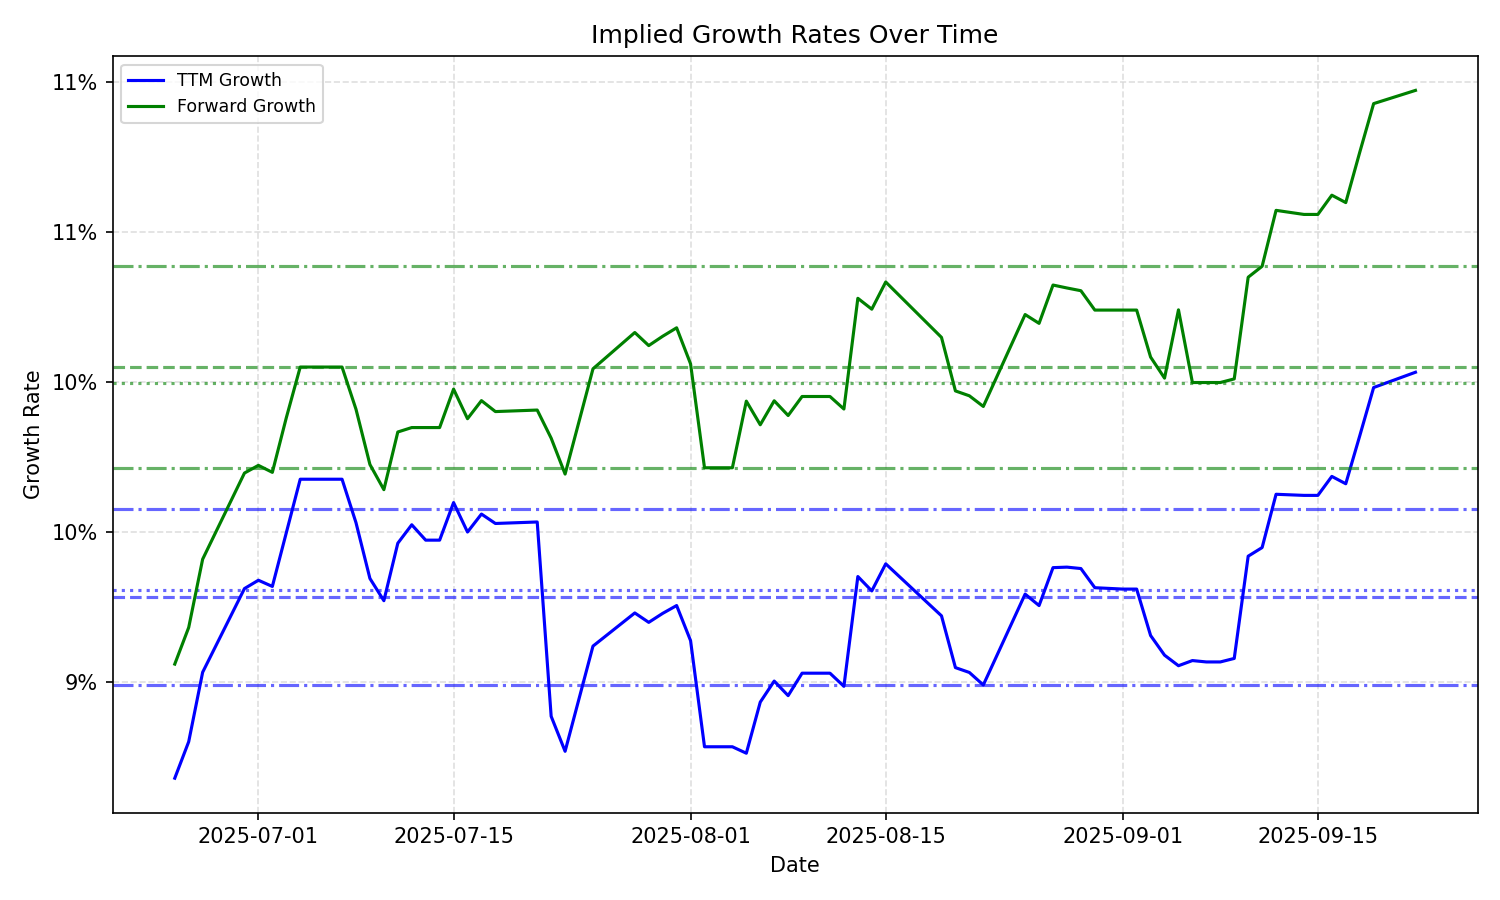 Implied Growth Rates Over Time
TTM Growth
Forward Growth
11%
11%
10%
10%
9%
Growth Rate
2025-07-01
2025-07-15
2025-08-01
2025-08-15
2025-09-01
2025-09-15
Date